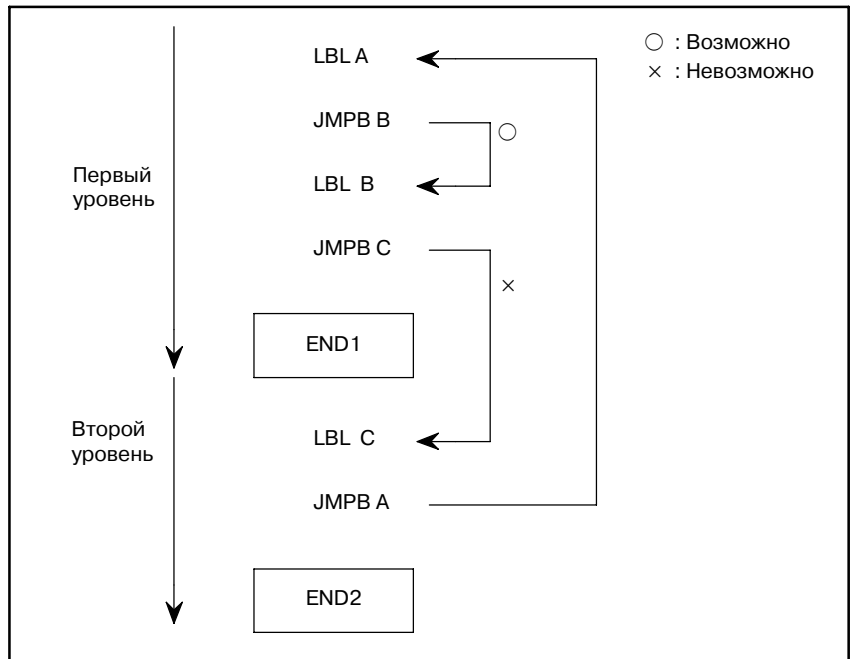 LBL A
○ : Возможно
× : Невозможно
JMPB B
○
Первый
уровень
LBL B
JMPB C
×
END1
Второй
уровень
LBL C
JMPB A
END2